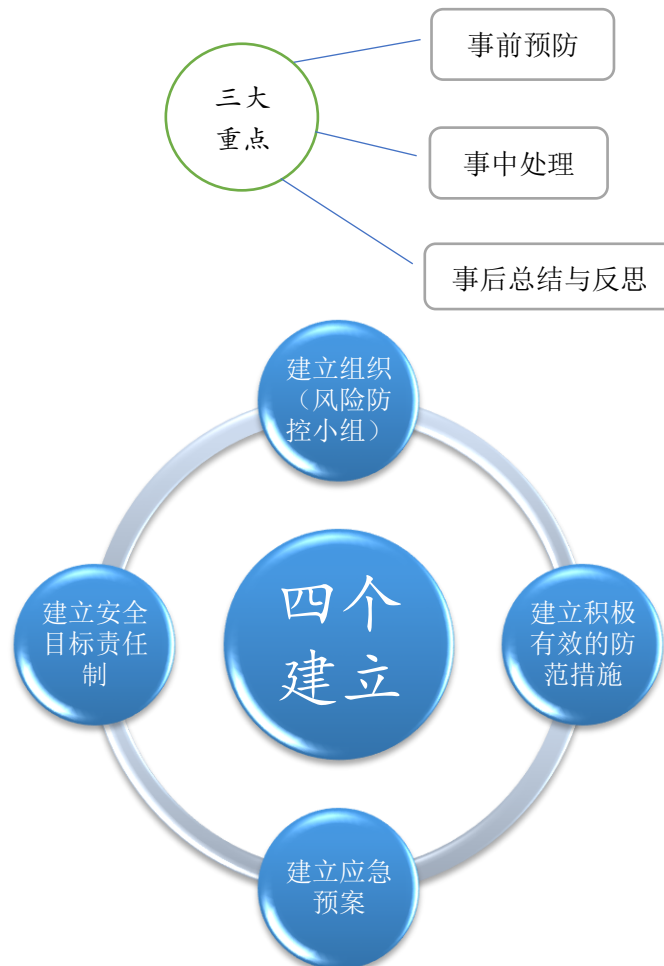 事前预防
三大
重点
事中处理
事后总结与反思
建立组织
（风险防
控小组）
四个
建立
建立安全
目标责任
制
建立积极
有效的防
范措施
建立应急
预案